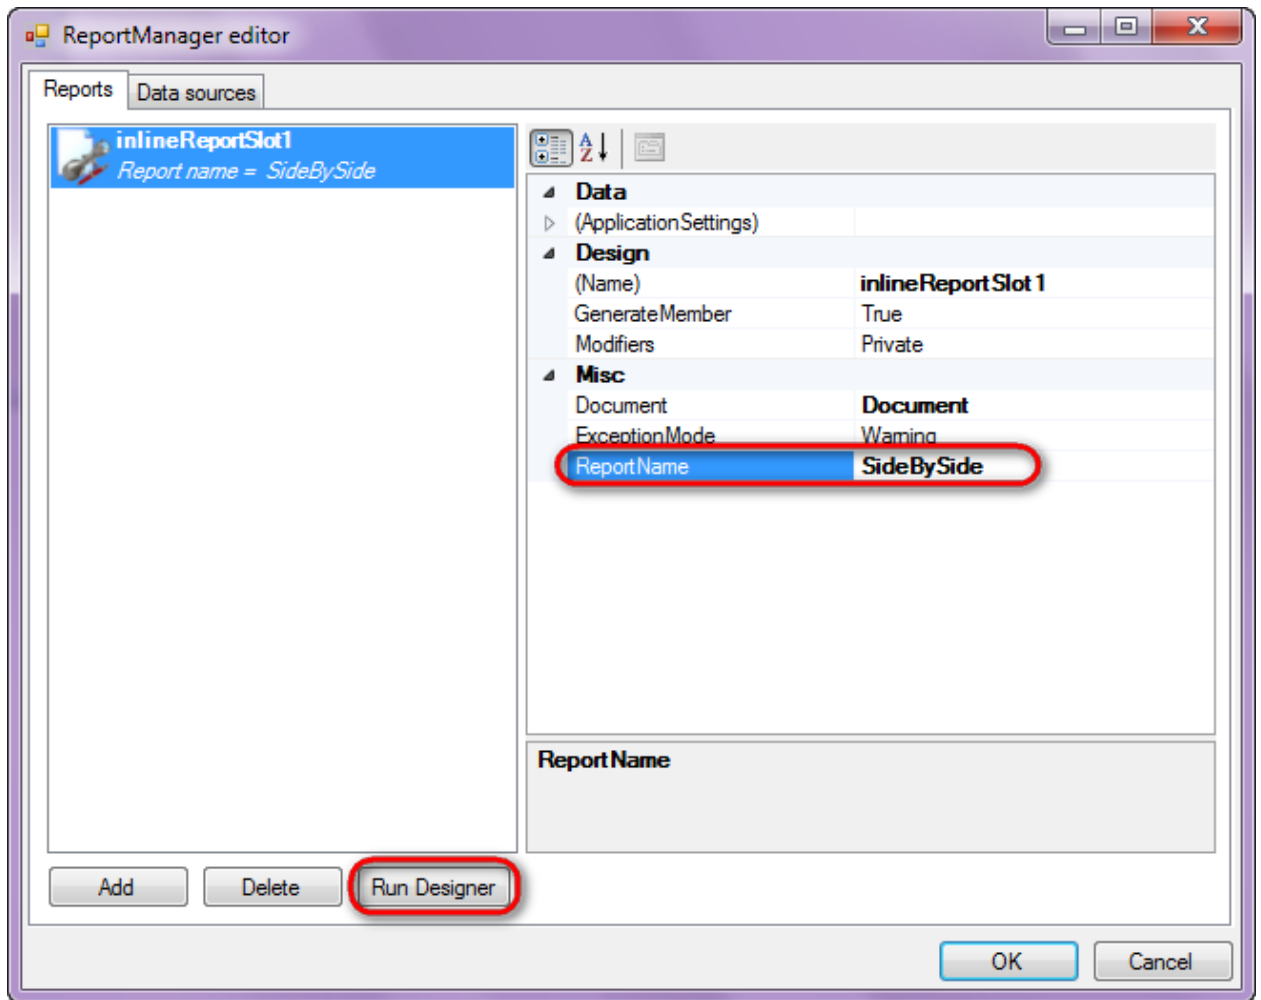 ReportManager editor
Reports
Data sources
inlineReportSlot1
Report name = SideBySide
A
Z
Data
(ApplicationSettings)
Design
(Name) inlineReportSlot1
GenerateMember True
Modifiers Private
Misc
Document Document
ExceptionMode Warning
ReportName SideBySide
ReportName
Add
Delete
Run Designer
OK
Cancel